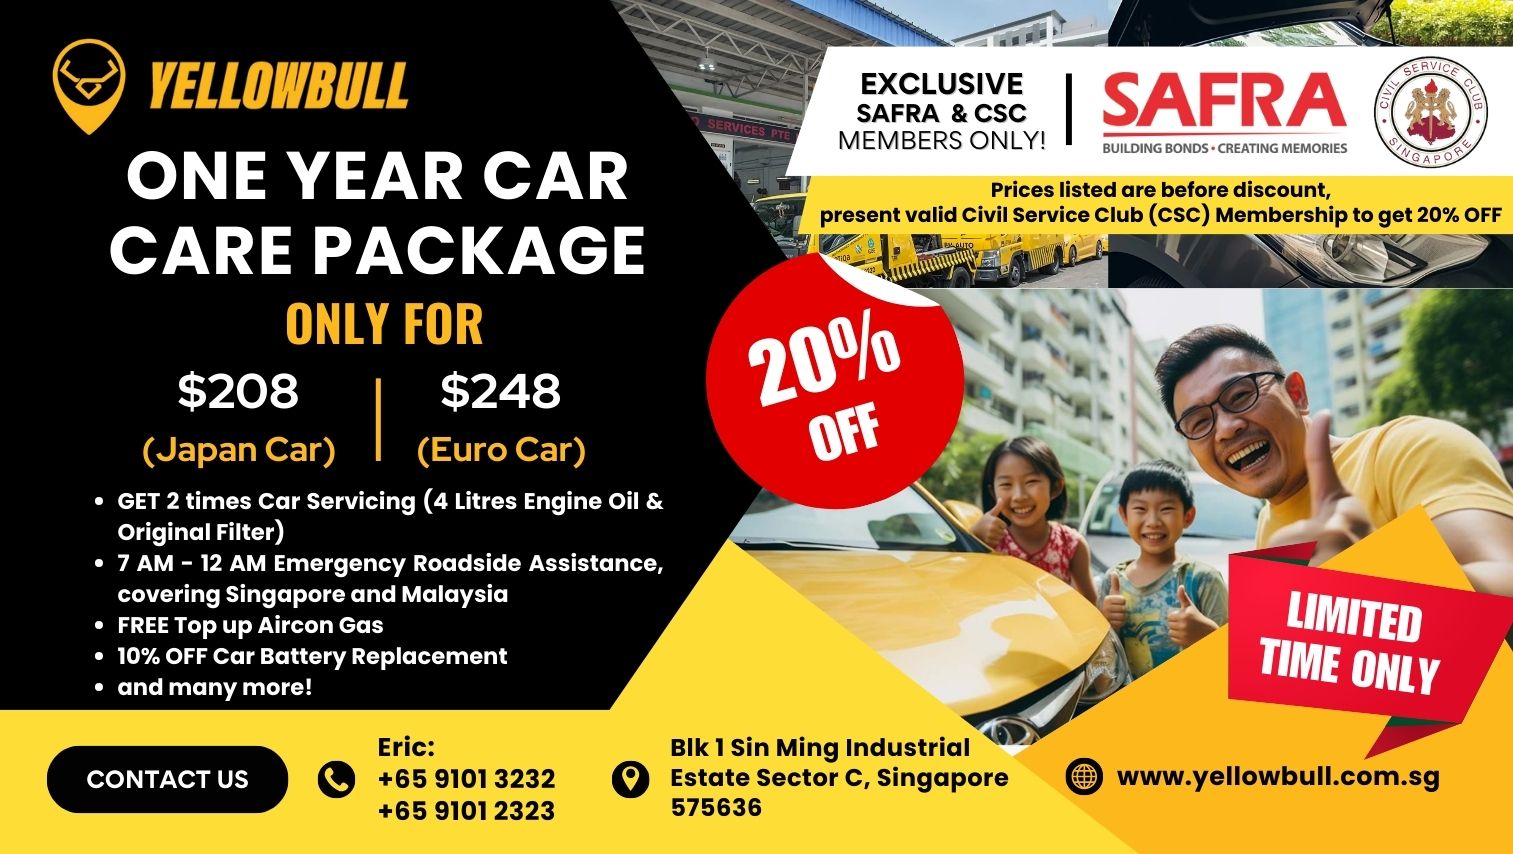 YELLOWBULL
ONE YEAR CAR
CARE PACKAGE
ONLY FOR
$208
(Japan Car)
$248
(Euro Car)
• GET 2 times Car Servicing (4 Litres Engine Oil &
Original Filter)
• 7 AM - 12 AM Emergency Roadside Assistance,
covering Singapore and Malaysia
• FREE Top up Aircon Gas
• 10% OFF Car Battery Replacement
• and many more!
EXCLUSIVE
SAFRA & CSC
MEMBERS ONLY!
SAFRA
BUILDING BONDS • CREATING MEMORIES
CIVIL SERVICE CLUB
SINGAPORE
Prices listed are before discount,
present valid Civil Service Club (CSC) Membership to get 20% OFF
SERVICES PTE
20%
OFF
LIMITED
TIME ONLY
CONTACT US
Eric:
+65 9101 3232
+65 9101 2323
Blk 1 Sin Ming Industrial
Estate Sector C, Singapore
575636
www.yellowbull.com.sg